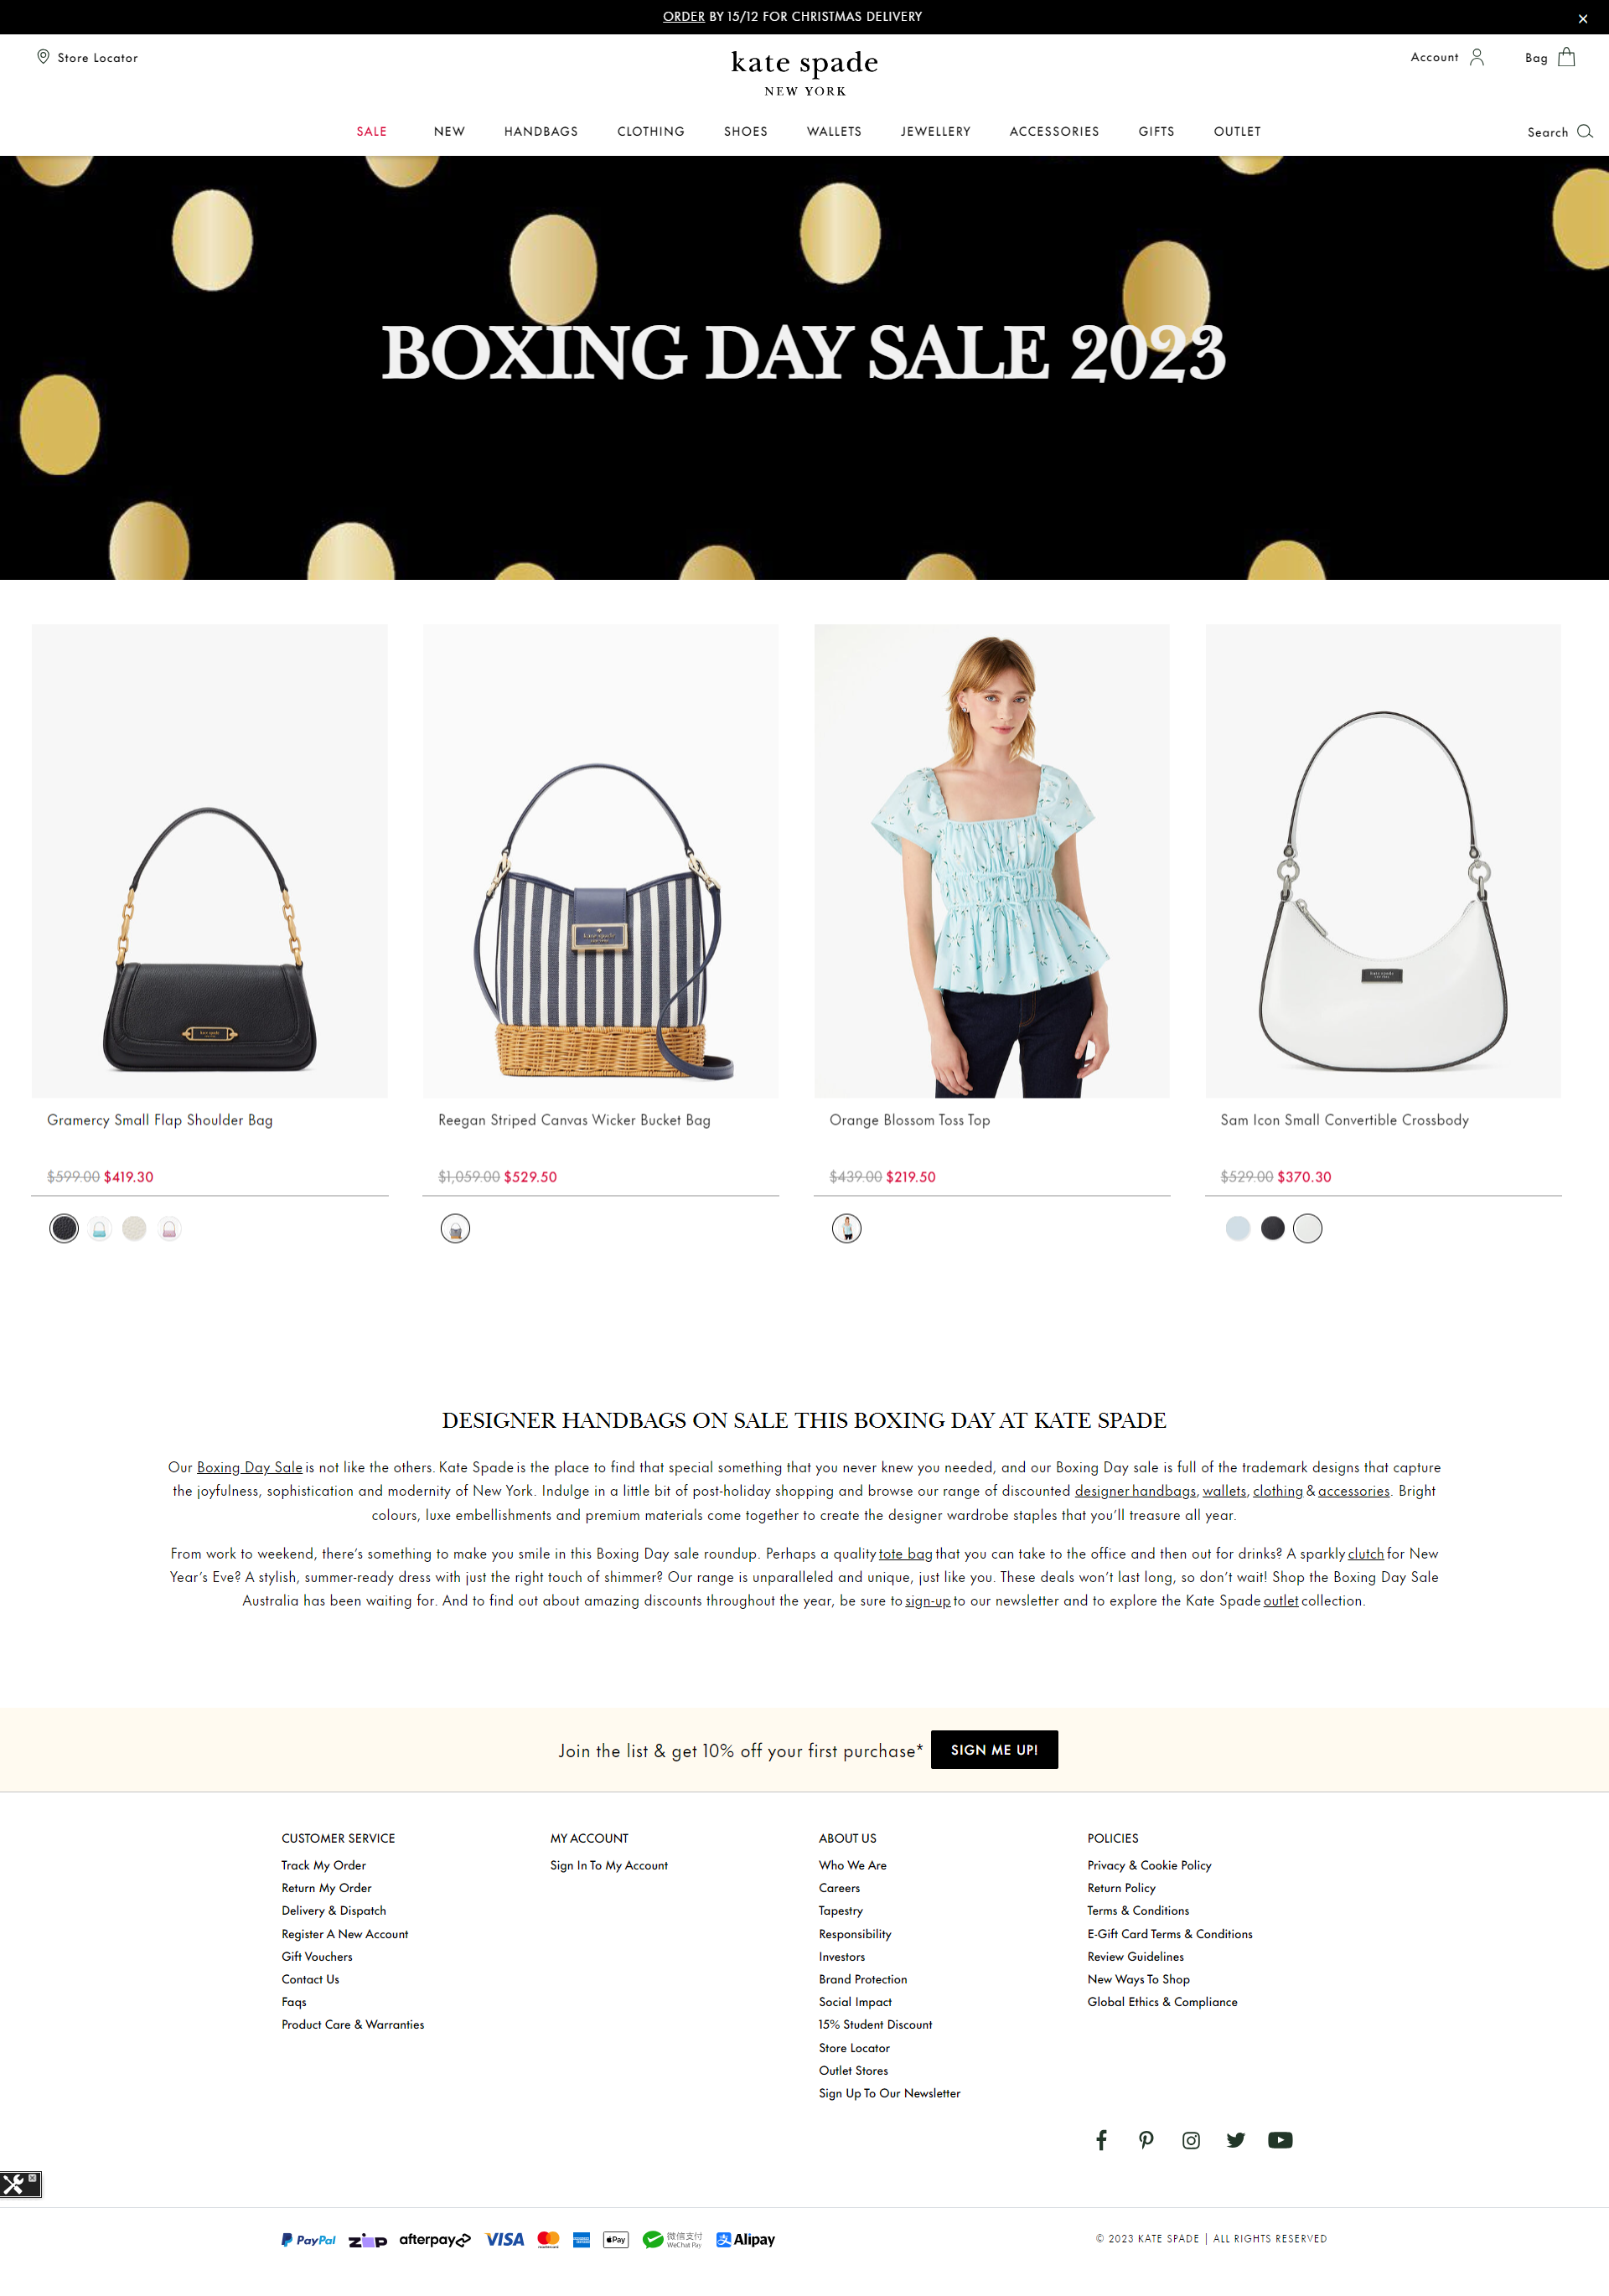 ORDER BY 15/12 FOR CHRISTMAS DELIVERY
Store Locator
kate spade
NEW YORK
Account
Bag
SALE NEW HANDBAGS CLOTHING SHOES WALLETS JEWELLERY ACCESSORIES GIFTS OUTLET
Search
BOXING DAY SALE 2023
kate spade
Gramercy Small Flap Shoulder Bag
$599.00 $419.30
kate spade
Reegan Striped Canvas Wicker Bucket Bag
$1,059.00 $529.50
Orange Blossom Toss Top
$439.00 $219.50
kate spade
Sam Icon Small Convertible Crossbody
$529.00 $370.30
DESIGNER HANDBAGS ON SALE THIS BOXING DAY AT KATE SPADE
Our Boxing Day Sale is not like the others. Kate Spade is the place to find that special something that you never knew you needed, and our Boxing Day sale is full of the trademark designs that capture
the joyfulness, sophistication and modernity of New York. Indulge in a little bit of post-holiday shopping and browse our range of discounted designer handbags, wallets, clothing & accessories. Bright
colours, luxe embellishments and premium materials come together to create the designer wardrobe staples that you'll treasure all year.
From work to weekend, there's something to make you smile in this Boxing Day sale roundup. Perhaps a quality tote bag that you can take to the office and then out for drinks? A sparkly clutch for New
Year's Eve? A stylish, summer-ready dress with just the right touch of shimmer? Our range is unparalleled and unique, just like you. These deals won't last long, so don't wait! Shop the Boxing Day Sale
Australia has been waiting for. And to find out about amazing discounts throughout the year, be sure to sign-up to our newsletter and to explore the Kate Spade outlet collection.
Join the list & get 10% off your first purchase*
SIGN ME UP!
CUSTOMER SERVICE
Track My Order
Return My Order
Delivery & Dispatch
Register A New Account
Gift Vouchers
Contact Us
Faqs
Product Care & Warranties
MY ACCOUNT
Sign In To My Account
ABOUT US
Who We Are
Careers
Tapestry
Responsibility
Investors
Brand Protection
Social Impact
15% Student Discount
Store Locator
Outlet Stores
Sign Up To Our Newsletter
POLICIES
Privacy & Cookie Policy
Return Policy
Terms & Conditions
E-Gift Card Terms & Conditions
Review Guidelines
New Ways To Shop
Global Ethics & Compliance
PayPal
zip
afterpay
VISA
Pay
微信支付
WeChat Pay
Alipay
© 2023 KATE SPADE | ALL RIGHTS RESERVED